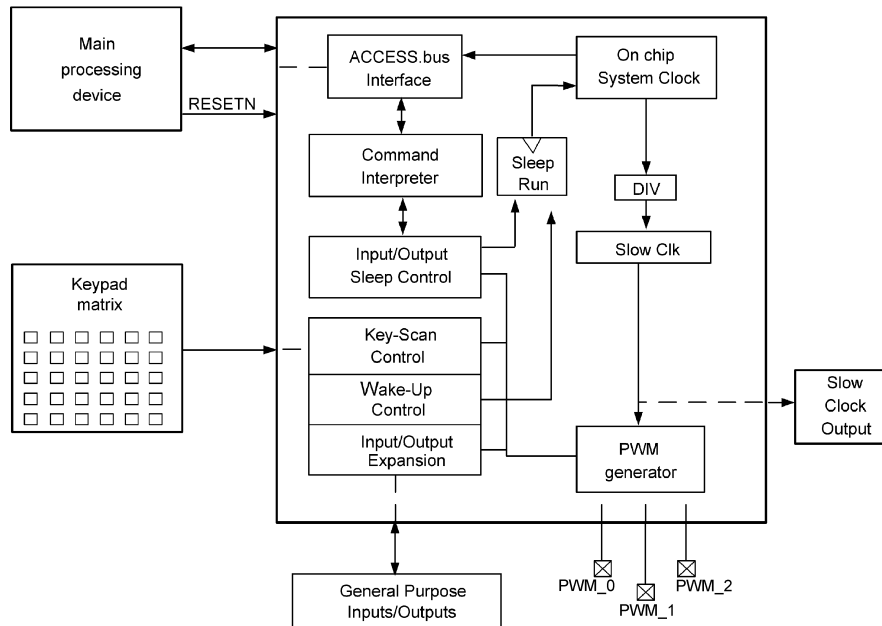 Main
processing
device
RESETN
ACCESS.bus
Interface
On chip
System Clock
Command
Interpreter
Sleep
Run
DIV
Input/Output
Sleep Control
Slow Clk
Keypad
matrix
Key-Scan
Control
Wake-Up
Control
Input/Output
Expansion
PWM
generator
Slow
Clock
Output
General Purpose
Inputs/Outputs
PWM_0
PWM_1
PWM_2